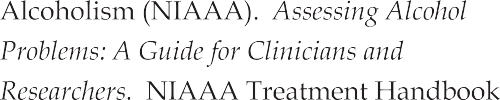 Alcoholism (NIAAA). Assessing Alcohol
Problems: A Guide for Clinicians and
Researchers. NIAAA Treatment Handbook